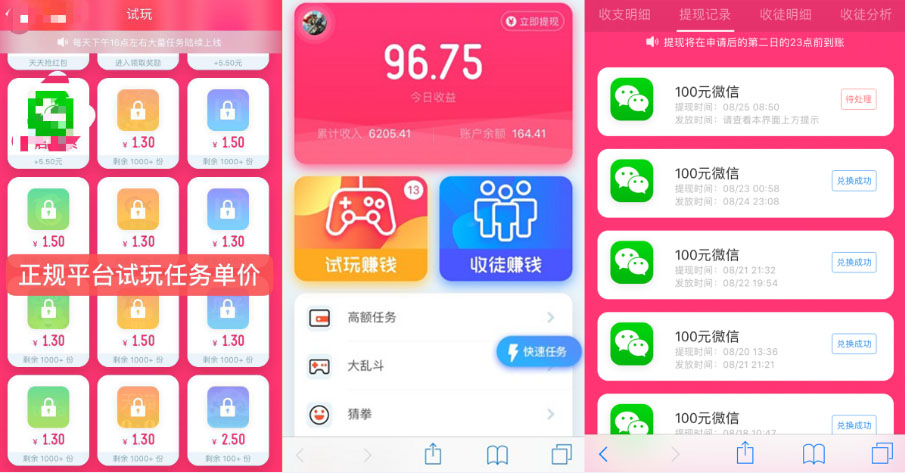 试玩
每天下午16点左右大量任务陆续上线
天天抢红包
进入领取奖励
+5.50元
+5.50元
¥ 1.30
剩余 1000+ 份
¥ 1.50
剩余 1000+ 份
¥ 1.50
¥ 1.30
¥ 1.30
正规平台试玩任务单价
¥ 1.30
剩余 1000+ 份
¥ 1.50
剩余 1000+ 份
¥ 1.30
剩余 1000+ 份
¥ 1.30
剩余 1000+ 份
¥ 1.30
剩余 1000+ 份
¥ 2.50
剩余 100+ 份
¥ 立即提现
96.75
今日收益
累计收入 6205.41
账户余额 164.41
13
试玩赚钱
收徒赚钱
高额任务
快速任务
大乱斗
猜拳
收支明细
提现记录
收徒明细
收徒分析
提现将在申请后的第二日的23点前到账
100元微信
提现时间：08/25 08:50
发放时间：请查看本界面上方提示
待处理
100元微信
提现时间：08/23 00:58
发放时间：08/24 23:08
兑换成功
100元微信
提现时间：08/21 21:32
发放时间：08/22 19:54
兑换成功
100元微信
提现时间：08/20 13:36
发放时间：08/21 21:21
兑换成功
100元微信
提现时间：08/18 10:47
兑换成功